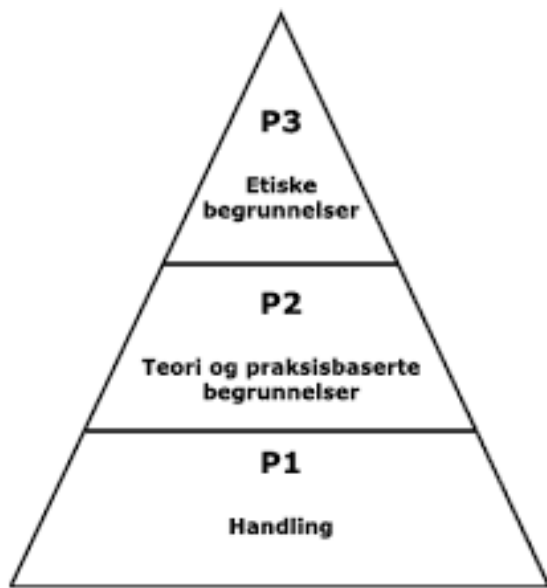 P3
Etiske
begrunnelser
P2
Teori og praksisbaserte
begrunnelser
P1
Handling